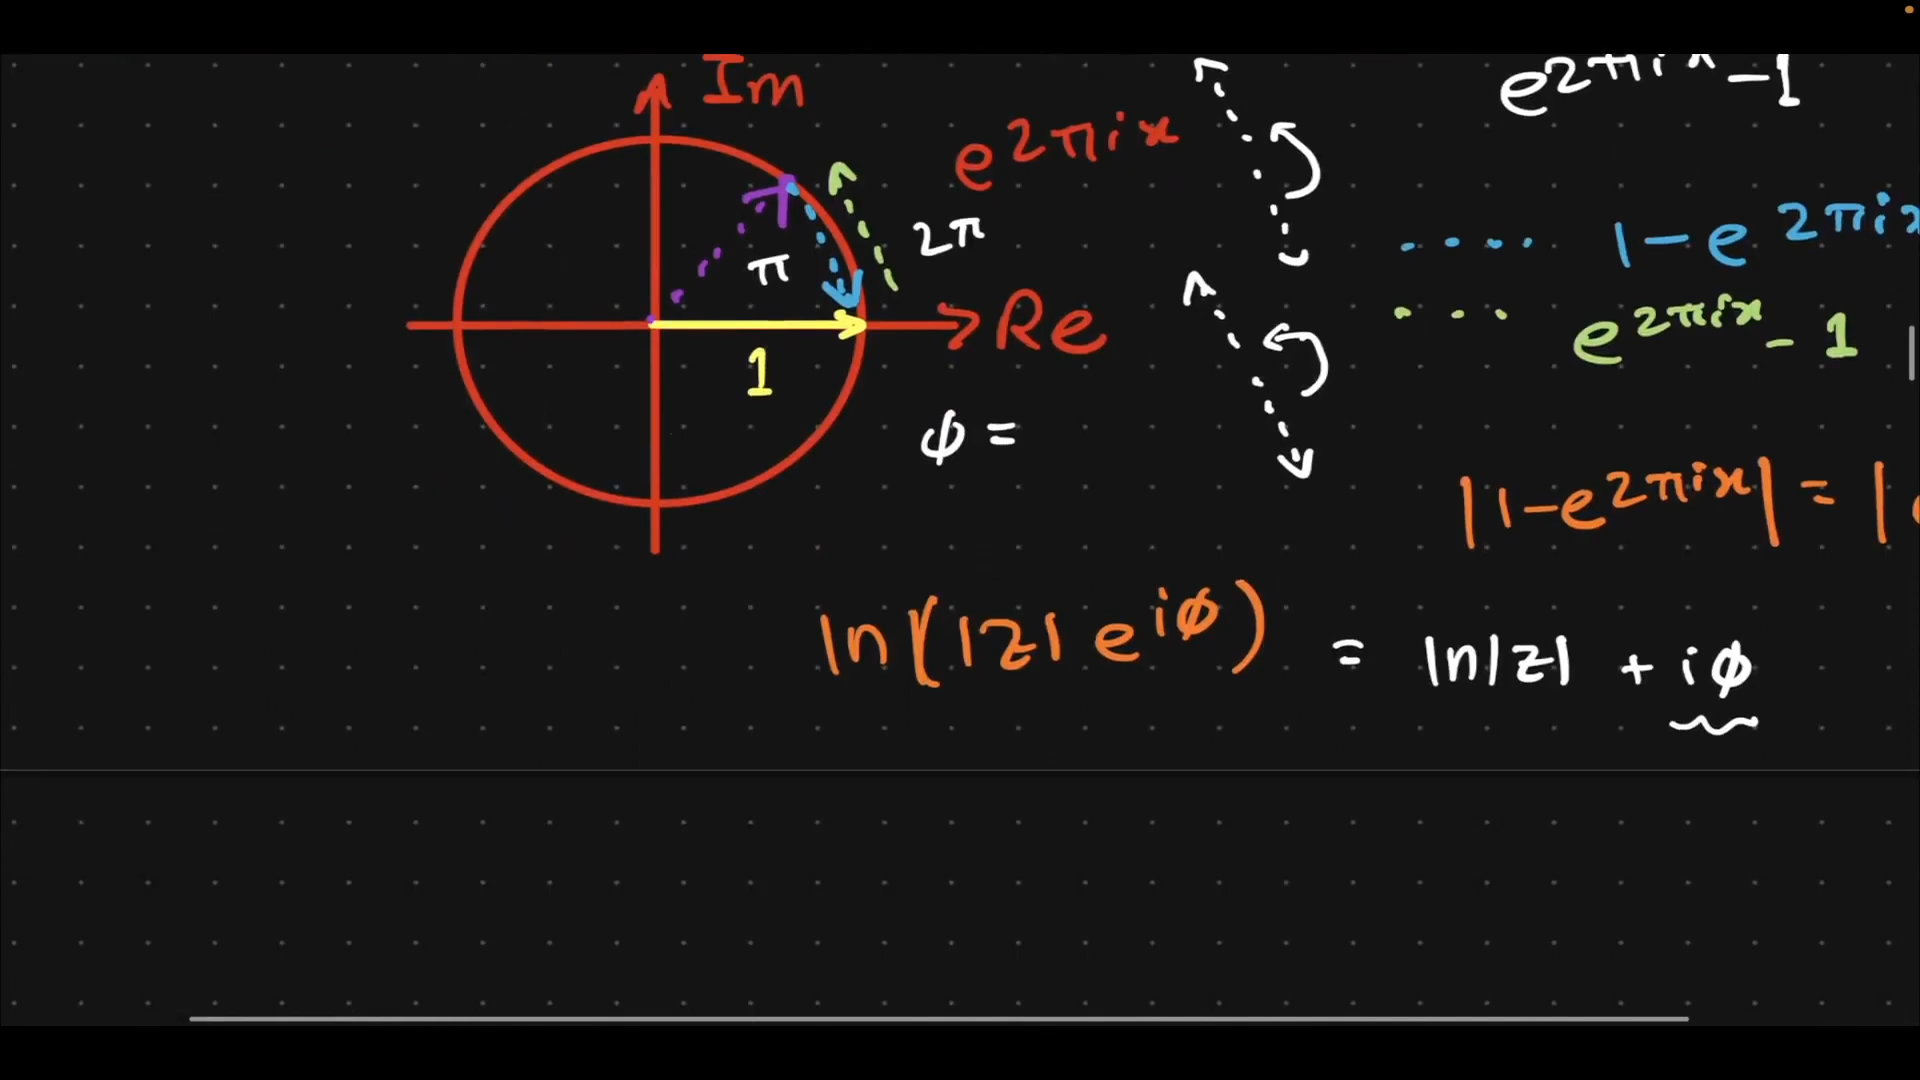 Im
e^{2πix} - 1
e^{2πix}
2π
1 - e^{2πix}
π
Re
e^{2πix} - 1
1
φ =
|1 - e^{2πix}| = |
ln(|z| e^{iφ}) = ln|z| + iφ